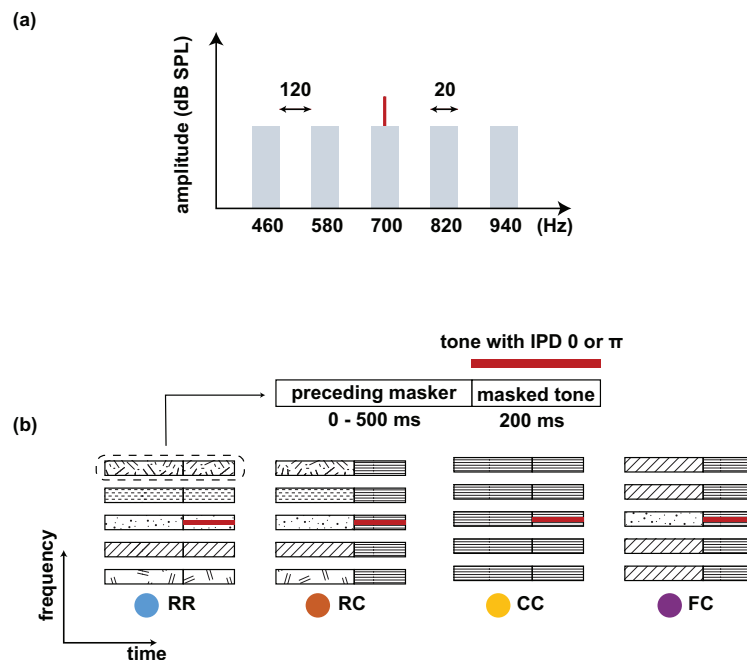 (a)
amplitude (dB SPL)
120
20
460 580 700 820 940 (Hz)
tone with IPD 0 or π
preceding masker masked tone
0 - 500 ms 200 ms
(b)
frequency
RR RC CC FC
time